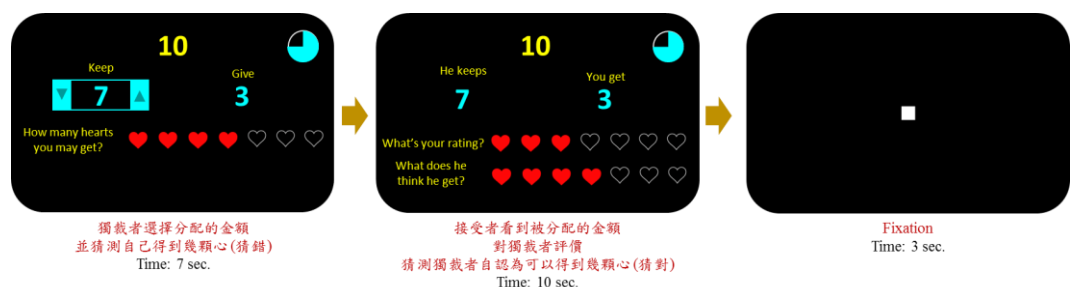 10
Keep
Give
7
3
How many hearts
you may get?
獨裁者選擇分配的金額
並猜測自己得到幾顆心(猜錯)
Time: 7 sec.
10
He keeps
You get
7
3
What's your rating?
What does he
think he get?
接受者看到被分配的金額
對獨裁者評價
猜測獨裁者自認為可以得到幾顆心(猜對)
Time: 10 sec.
Fixation
Time: 3 sec.